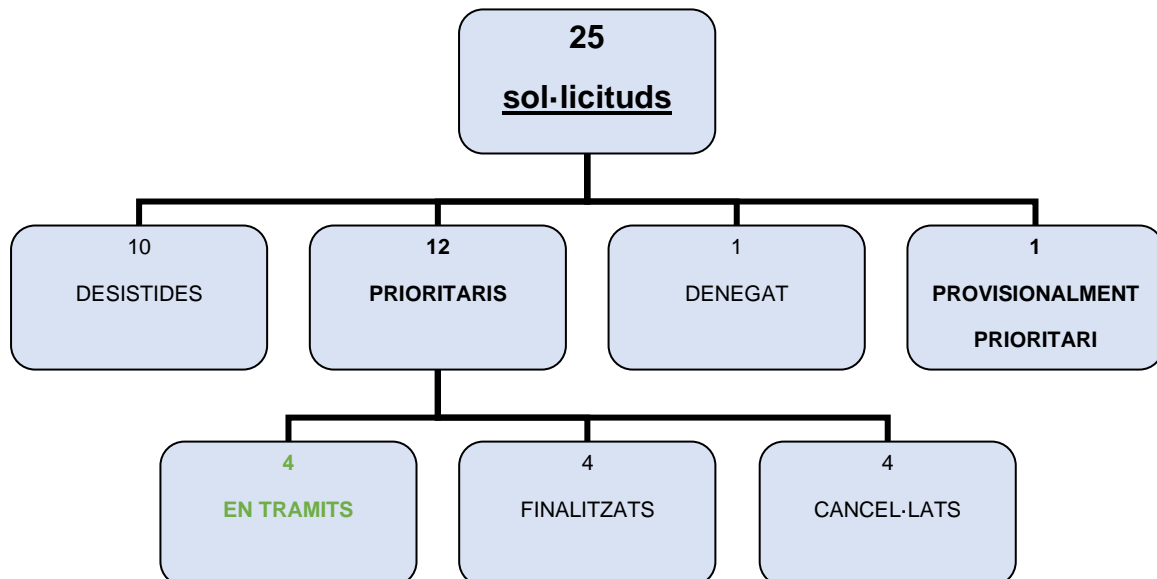 25
sol·licituds
10
DESISTIDES
12
PRIORITARIS
1
DENEGAT
1
PROVISIONALMENT
PRIORITARI
4
EN TRAMITS
4
FINALITZATS
4
CANCEL·LATS